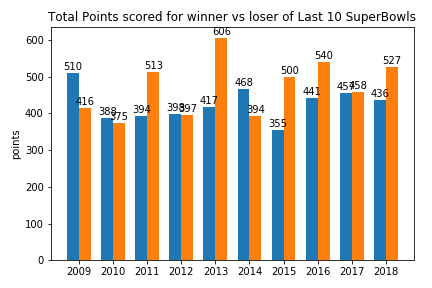 Total Points scored for winner vs loser of Last 10 SuperBowls
points
600
500
400
300
200
100
0
510 416 388 375 394 513 398 397 417 606 468 394 355 500 441 540 457 458 436 527
2009 2010 2011 2012 2013 2014 2015 2016 2017 2018